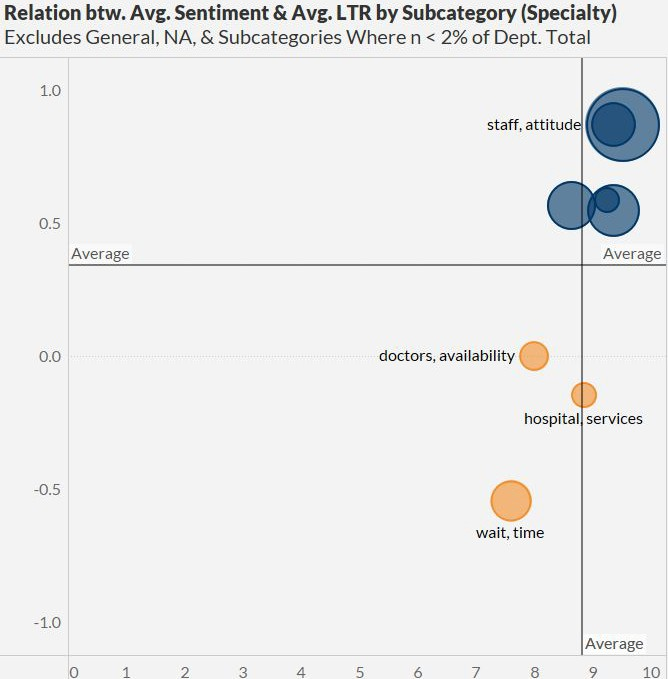 Relation btw. Avg. Sentiment & Avg. LTR by Subcategory (Specialty)
Excludes General, NA, & Subcategories Where n < 2% of Dept. Total
1.0
staff, attitude
0.5
Average
Average
0.0
doctors, availability
hospital, services
-0.5
wait, time
-1.0
Average
0 1 2 3 4 5 6 7 8 9 10